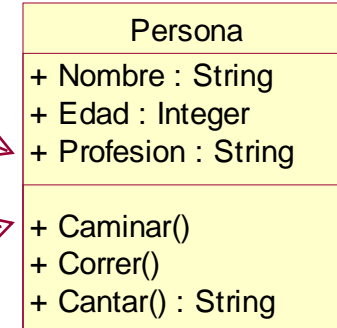 Persona
+ Nombre : String
+ Edad : Integer
+ Profesion : String
+ Caminar()
+ Correr()
+ Cantar() : String